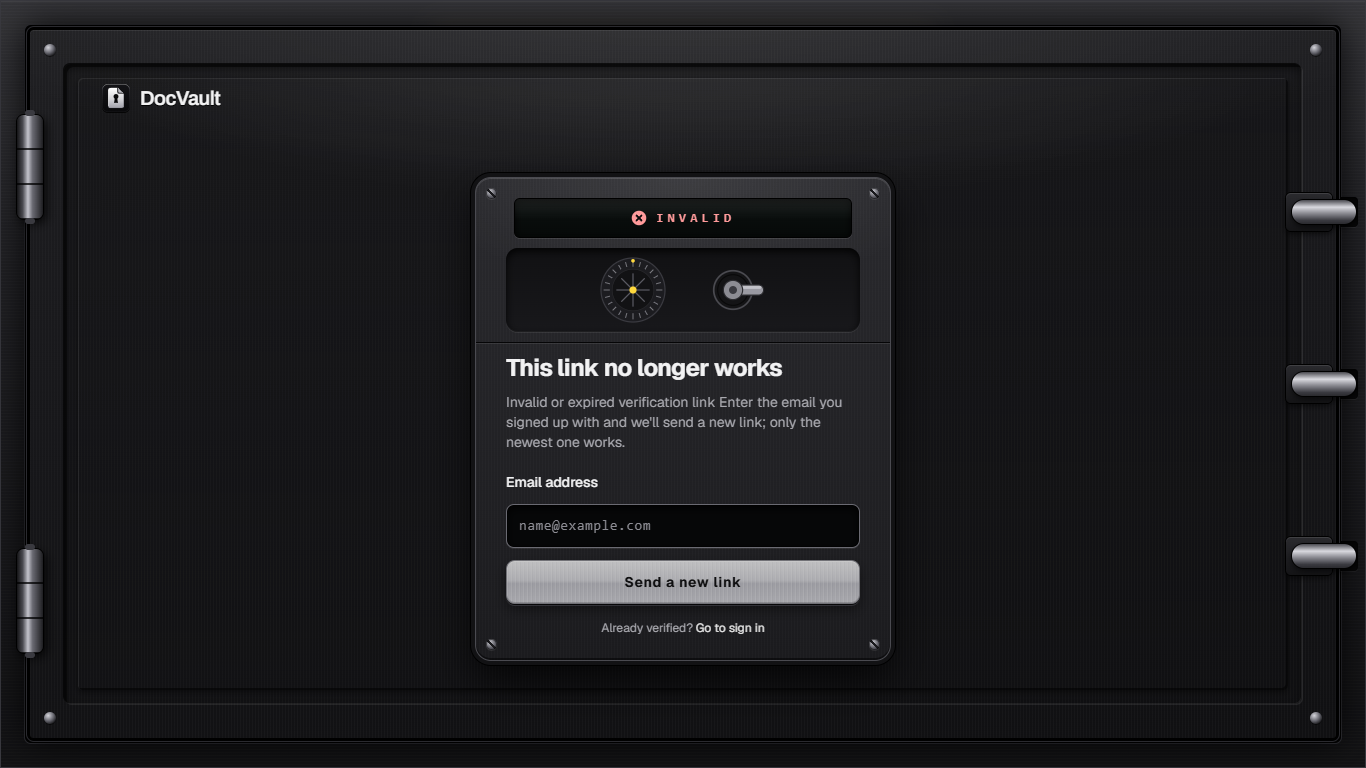 DocVault
INVALID
This link no longer works
Invalid or expired verification link Enter the email you
signed up with and we'll send a new link; only the
newest one works.
Email address
name@example.com
Send a new link
Already verified? Go to sign in